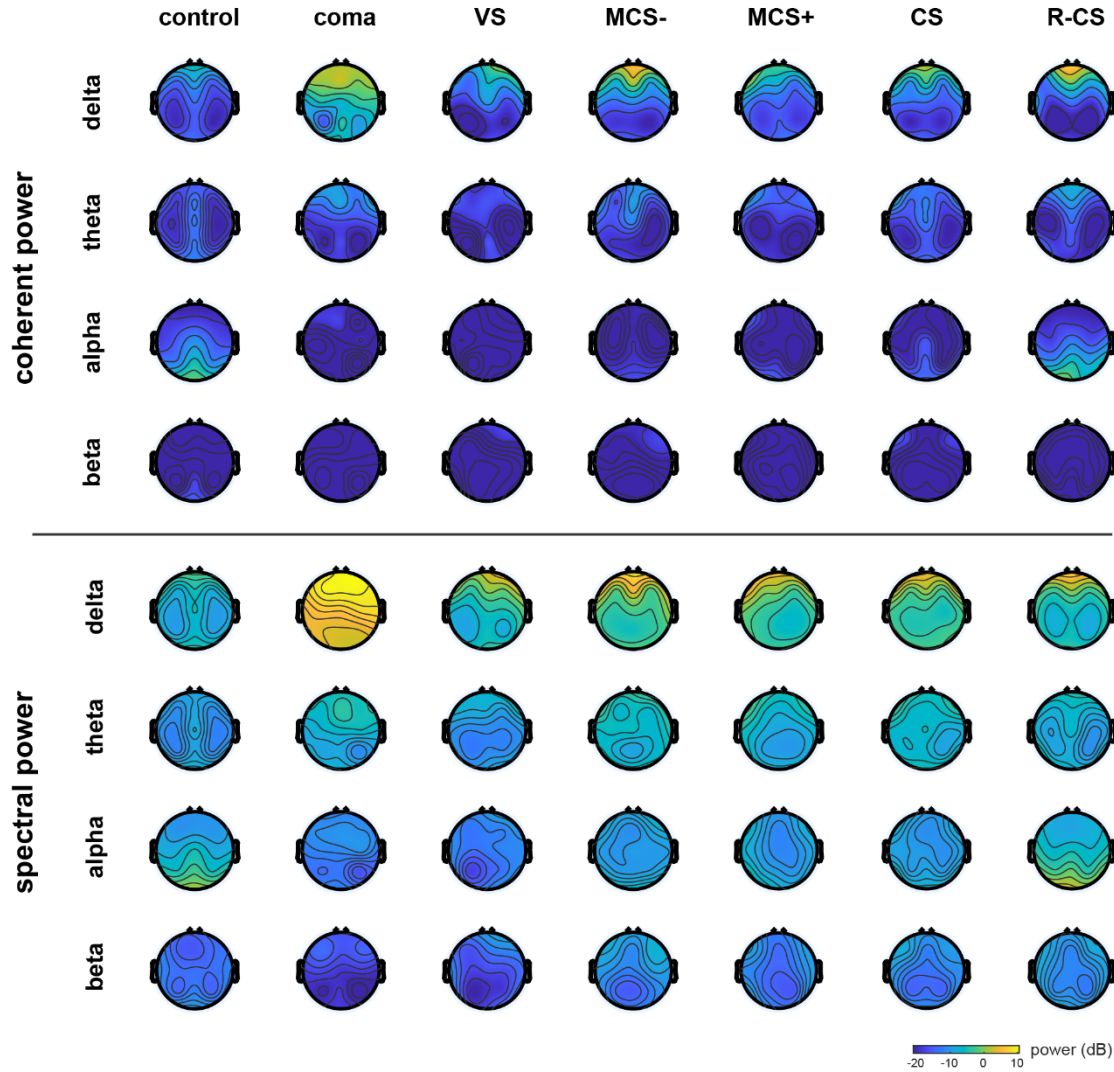 control coma VS MCS- MCS+ CS R-CS
coherent power
delta
theta
alpha
beta
spectral power
delta
theta
alpha
beta
power (dB)
-20 -10 0 10